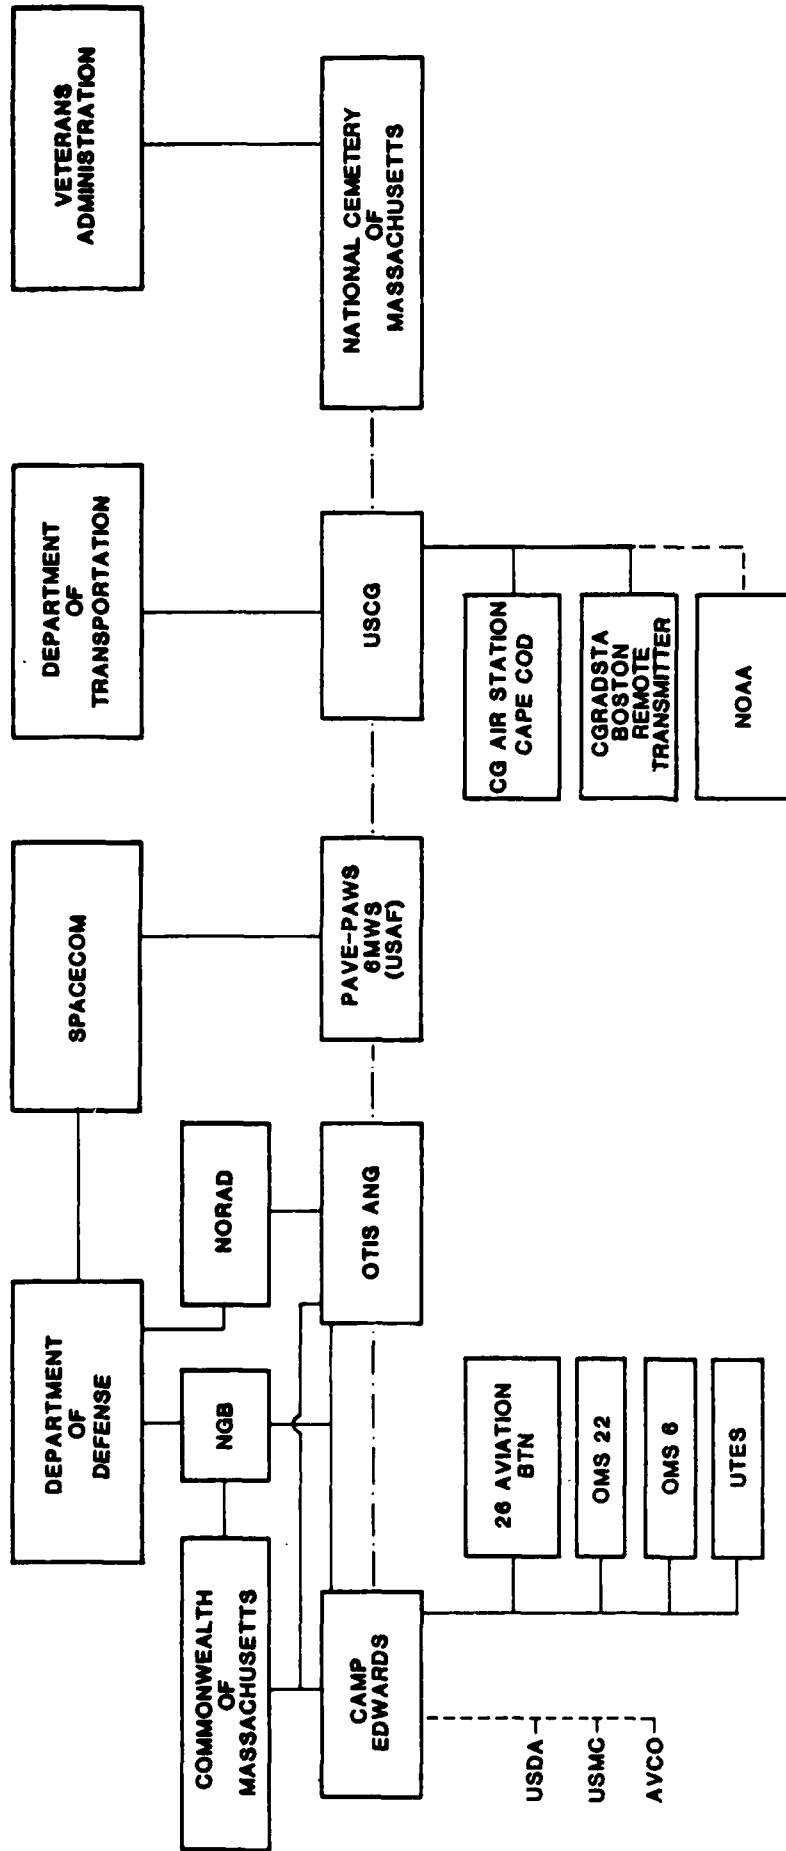 DEPARTMENT
OF
DEFENSE
SPACECOM
DEPARTMENT
OF
TRANSPORTATION
VETERANS
ADMINISTRATION
COMMONWEALTH
OF
MASSACHUSETTS
NGB
NORAD
CAMP
EDWARDS
OTIS ANG
PAVE-PAWS
6MWS
(USAF)
USCG
NATIONAL CEMETERY
OF
MASSACHUSETTS
USDA
USMC
AVCO
26 AVIATION
BTN
OMS 22
OMS 6
UTES
CG AIR STATION
CAPE COD
CGRADSTA
BOSTON
REMOTE
TRANSMITTER
NOAA